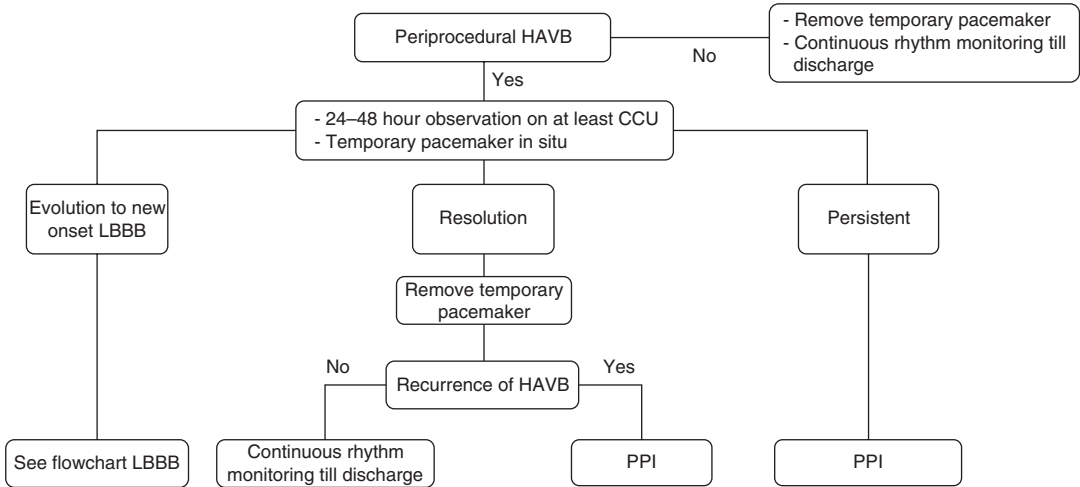 Periprocedural HAVB
No
- Remove temporary pacemaker
- Continuous rhythm monitoring till
discharge
Yes
- 24–48 hour observation on at least CCU
- Temporary pacemaker in situ
Evolution to new
onset LBBB
Resolution
Persistent
Remove temporary
pacemaker
No
Recurrence of HAVB
Yes
See flowchart LBBB
Continuous rhythm
monitoring till discharge
PPI
PPI